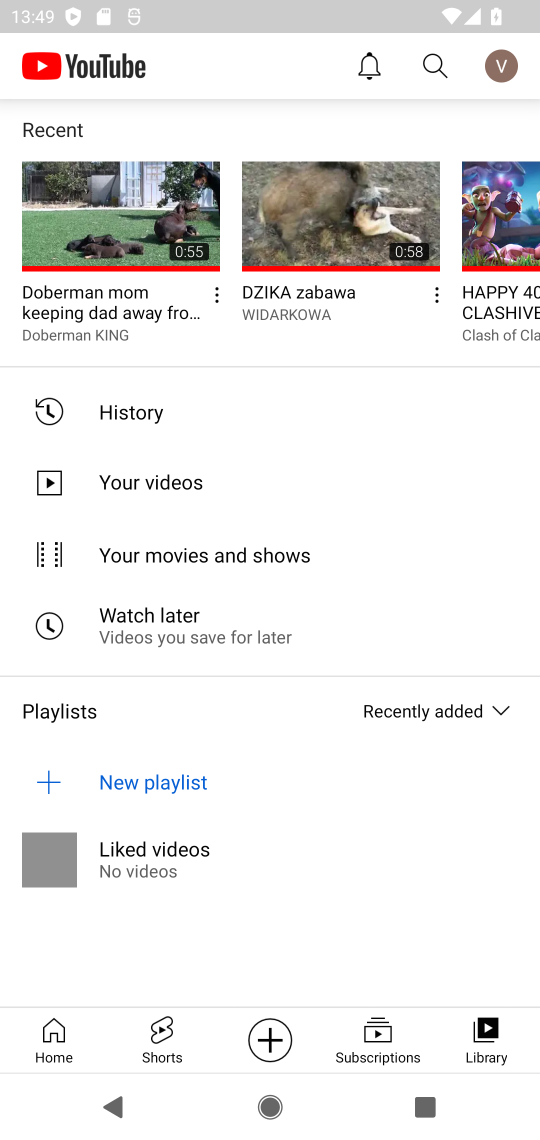 13:49
YouTube
V
Recent
0:55
0:58
Doberman mom
keeping dad away fro...
Doberman KING
DZIKA zabawa
WIDARKOWA
HAPPY 40
CLASHIVE
Clash of Cla
History
Your videos
Your movies and shows
Watch later
Videos you save for later
Playlists
Recently added
New playlist
Liked videos
No videos
Home
Shorts
Subscriptions
Library